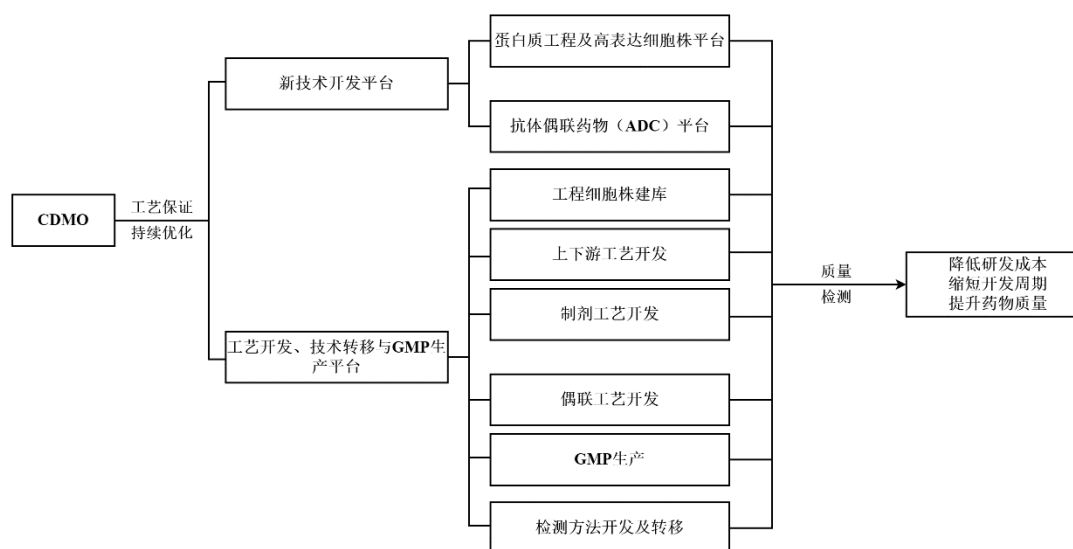 CDMO
工艺保证
持续优化
新技术开发平台
工艺开发、技术转移与GMP生
产平台
蛋白质工程及高表达细胞株平台
抗体偶联药物（ADC）平台
工程细胞株建库
上下游工艺开发
制剂工艺开发
偶联工艺开发
GMP生产
检测方法开发及转移
质量
检测
降低研发成本
缩短开发周期
提升药物质量